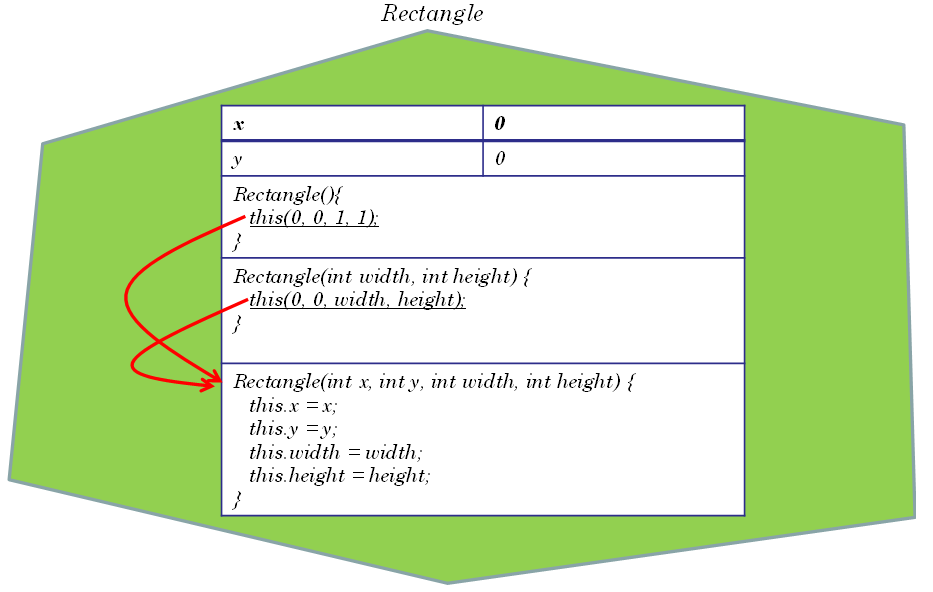 Rectangle
x 0
y 0
Rectangle(){
this(0, 0, 1, 1);
}
Rectangle(int width, int height) {
this(0, 0, width, height);
}
Rectangle(int x, int y, int width, int height) {
this.x = x;
this.y = y;
this.width = width;
this.height = height;
}